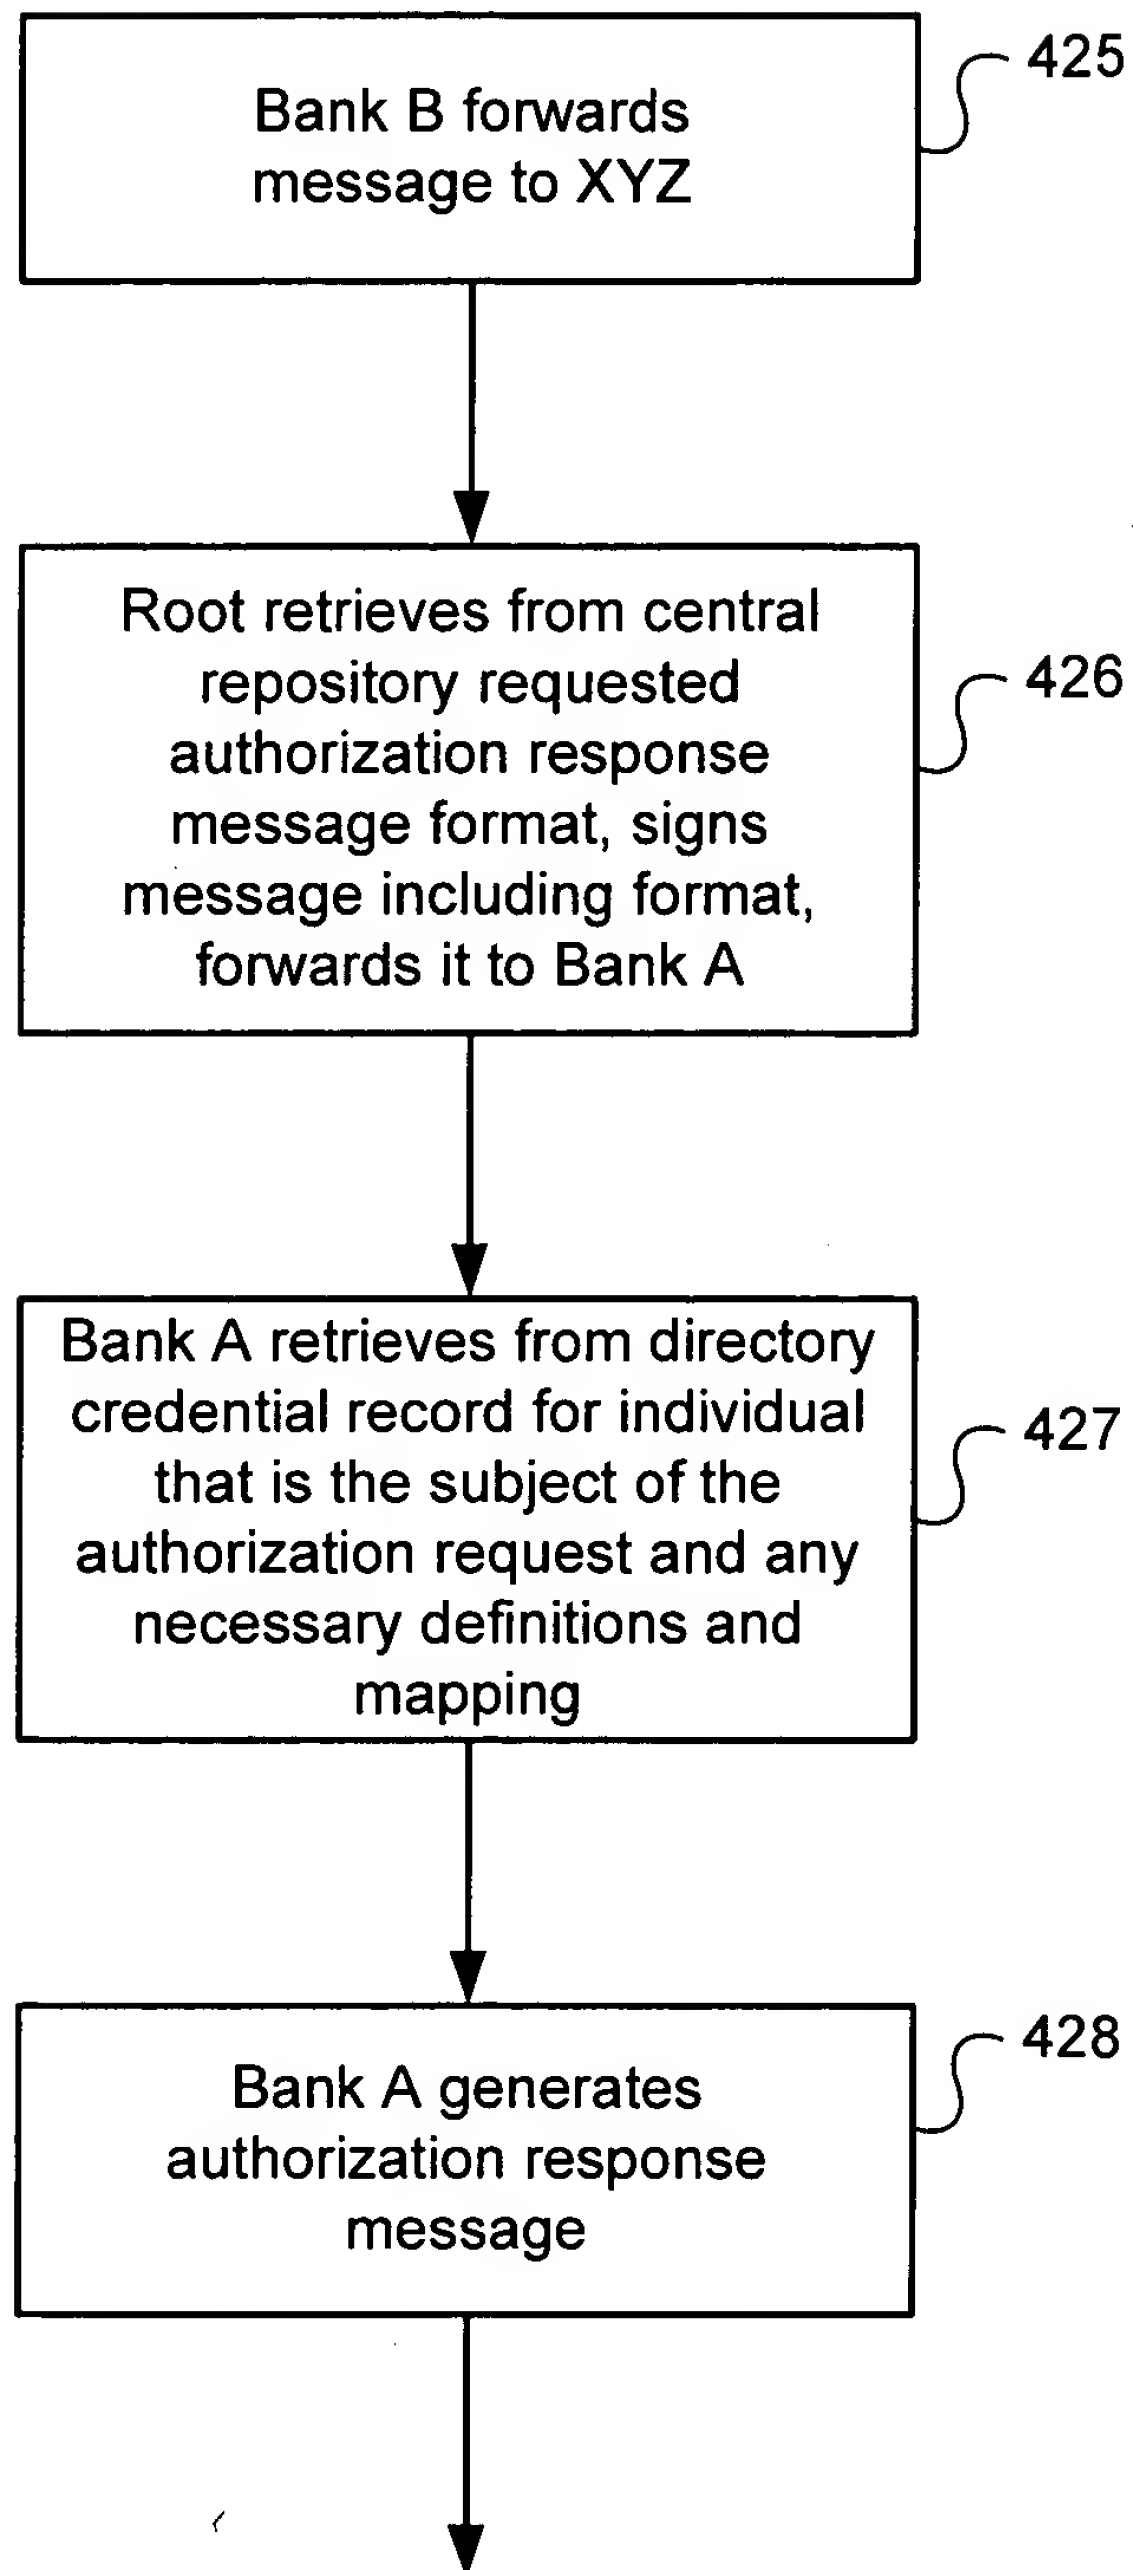 Bank B forwards
message to XYZ
425
Root retrieves from central
repository requested
authorization response
message format, signs
message including format,
forwards it to Bank A
426
Bank A retrieves from directory
credential record for individual
that is the subject of the
authorization request and any
necessary definitions and
mapping
427
Bank A generates
authorization response
message
428